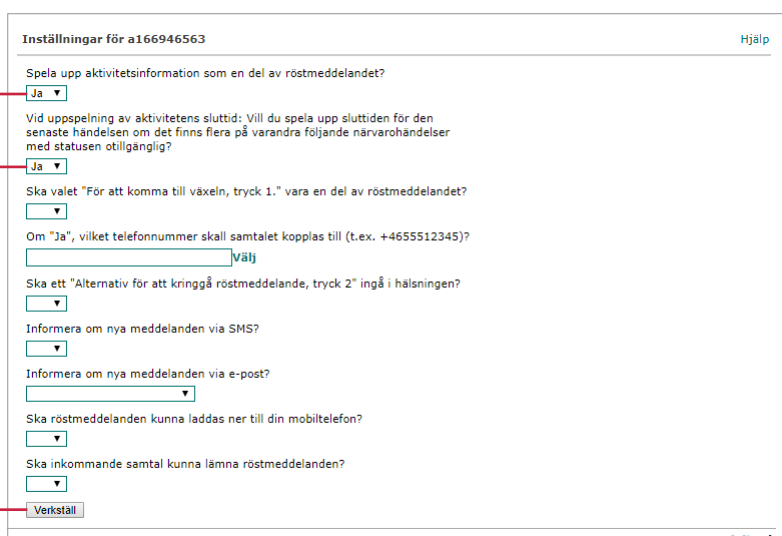 Inställningar för a166946563
Hjälp
Spela upp aktivitetsinformation som en del av röstmeddelandet?
Ja
Vid uppspelning av aktivitetens sluttid: Vill du spela upp sluttiden för den
senaste händelsen om det finns flera på varandra följande närvarohändelser
med statusen otillgänglig?
Ja
Ska valet "För att komma till växeln, tryck 1." vara en del av röstmeddelandet?
Om "Ja", vilket telefonnummer skall samtalet kopplas till (t.ex. +4655512345)?
Välj
Ska ett "Alternativ för att kringgå röstmeddelande, tryck 2" ingå i hälsningen?
Informera om nya meddelanden via SMS?
Informera om nya meddelanden via e-post?
Ska röstmeddelanden kunna laddas ner till din mobiltelefon?
Ska inkommande samtal kunna lämna röstmeddelanden?
Verkställ